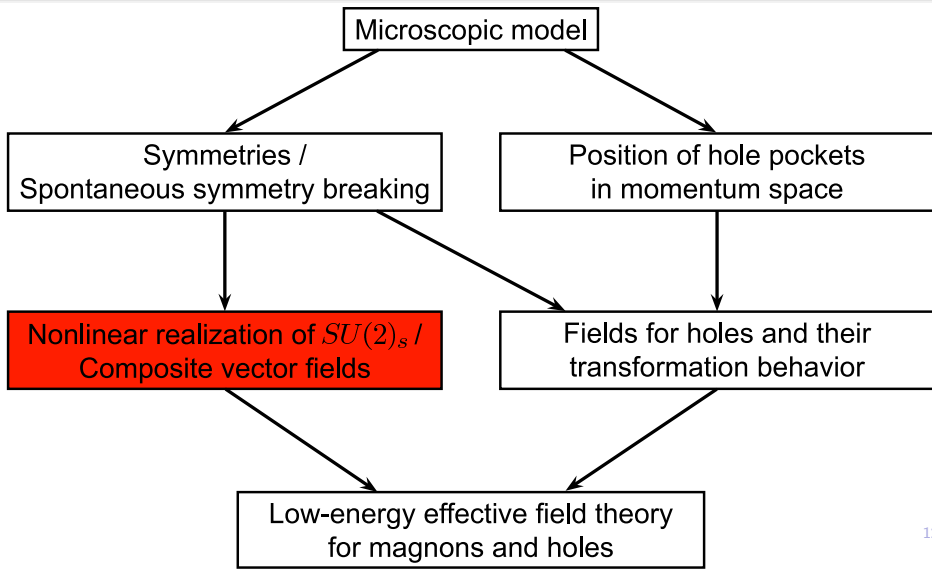 Microscopic model
Symmetries /
Spontaneous symmetry breaking
Position of hole pockets
in momentum space
Nonlinear realization of SU(2)ₛ /
Composite vector fields
Fields for holes and their
transformation behavior
Low-energy effective field theory
for magnons and holes